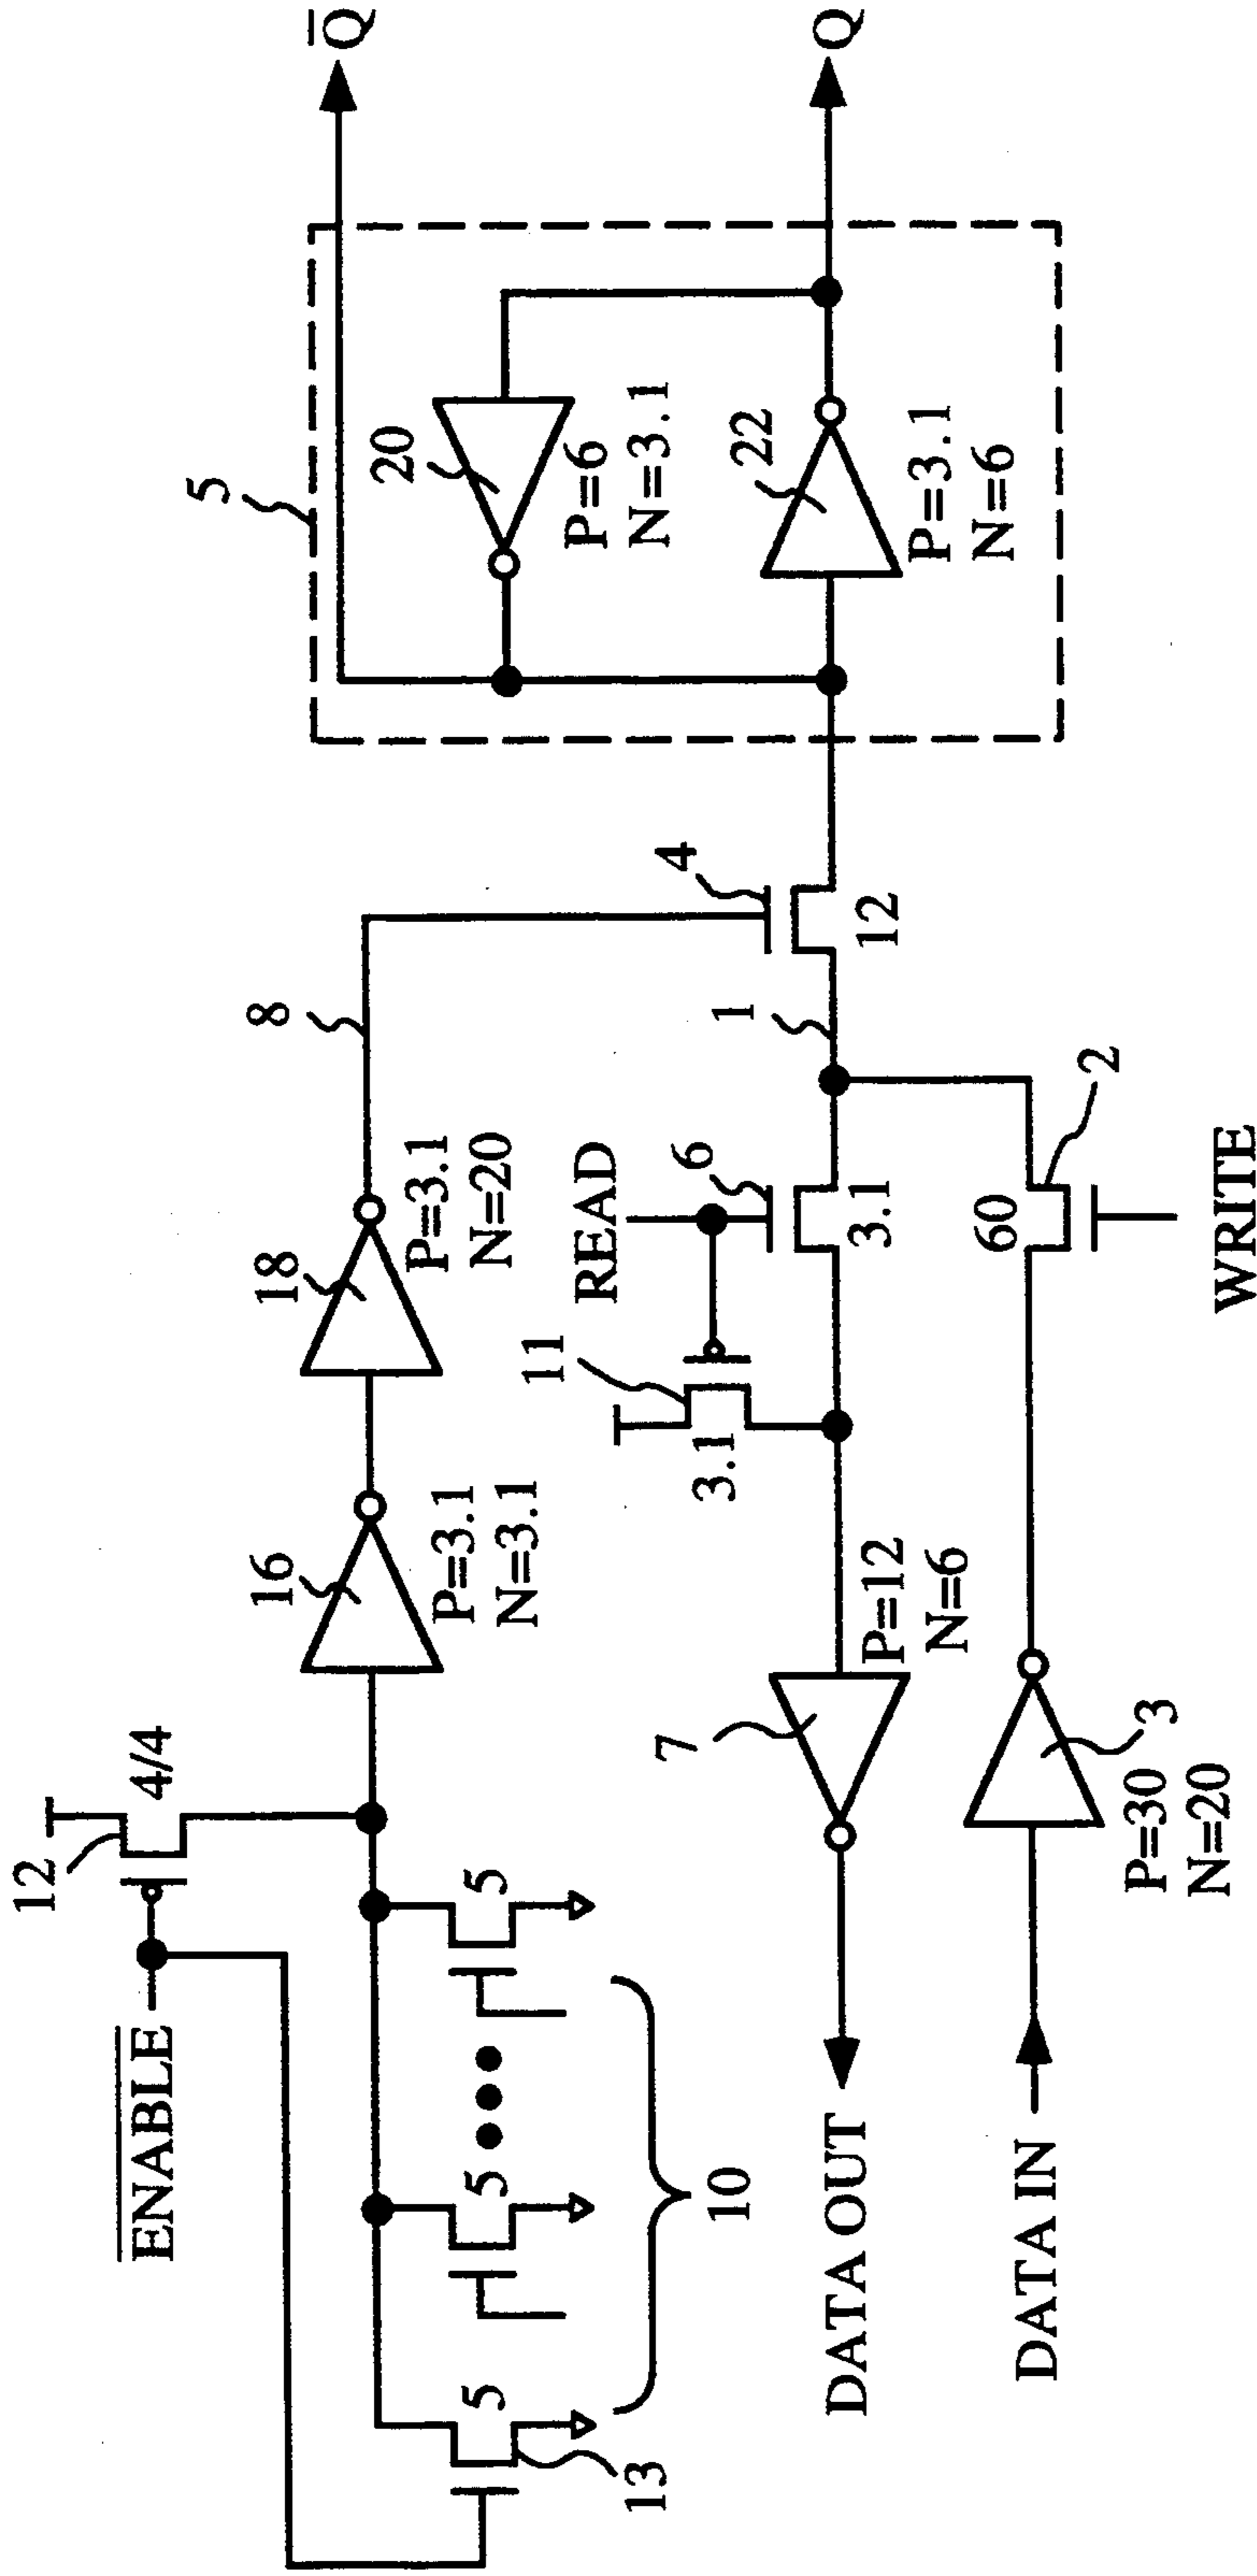 ENABLE
12
4/4
16
P=3.1
N=3.1
18
P=3.1
N=20
8
5
Q
13
5
5
5
10
20
P=6
N=3.1
READ
11
3.1
6
3.1
1
4
12
22
P=3.1
N=6
Q
DATA OUT
7
P=12
N=6
DATA IN
3
P=30
N=20
60
2
WRITE